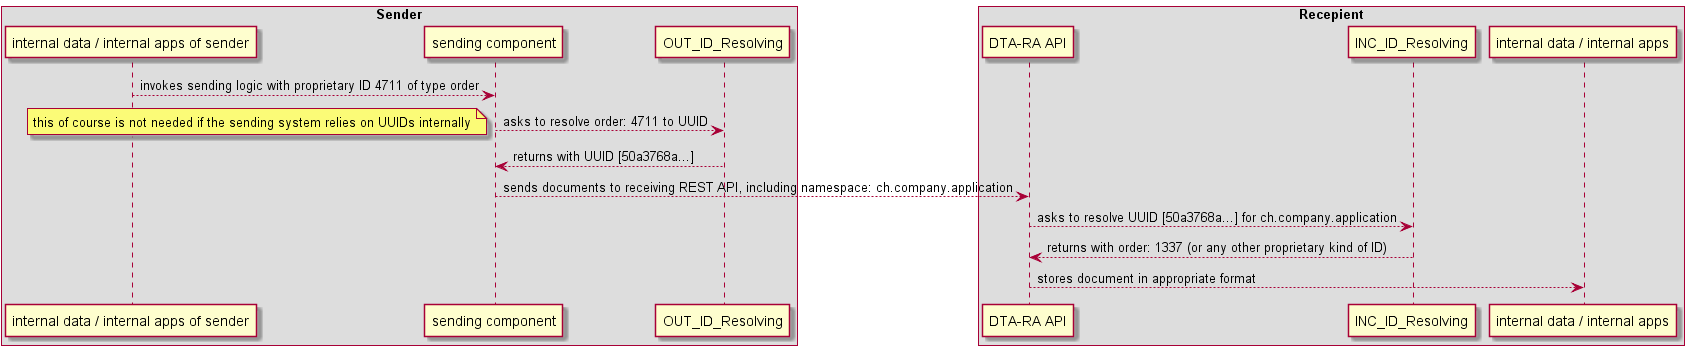 Sender
Recepient
internal data / internal apps of sender
sending component
OUT_ID_Resolving
DTA-RA API
INC_ID_Resolving
internal data / internal apps
invokes sending logic with proprietary ID 4711 of type order
this of course is not needed if the sending system relies on UUIDs internally
asks to resolve order: 4711 to UUID
returns with UUID [50a3768a...]
sends documents to receiving REST API, including namespace: ch.company.application
asks to resolve UUID [50a3768a...] for ch.company.application
returns with order: 1337 (or any other proprietary kind of ID)
stores document in appropriate format
internal data / internal apps of sender
sending component
OUT_ID_Resolving
DTA-RA API
INC_ID_Resolving
internal data / internal apps